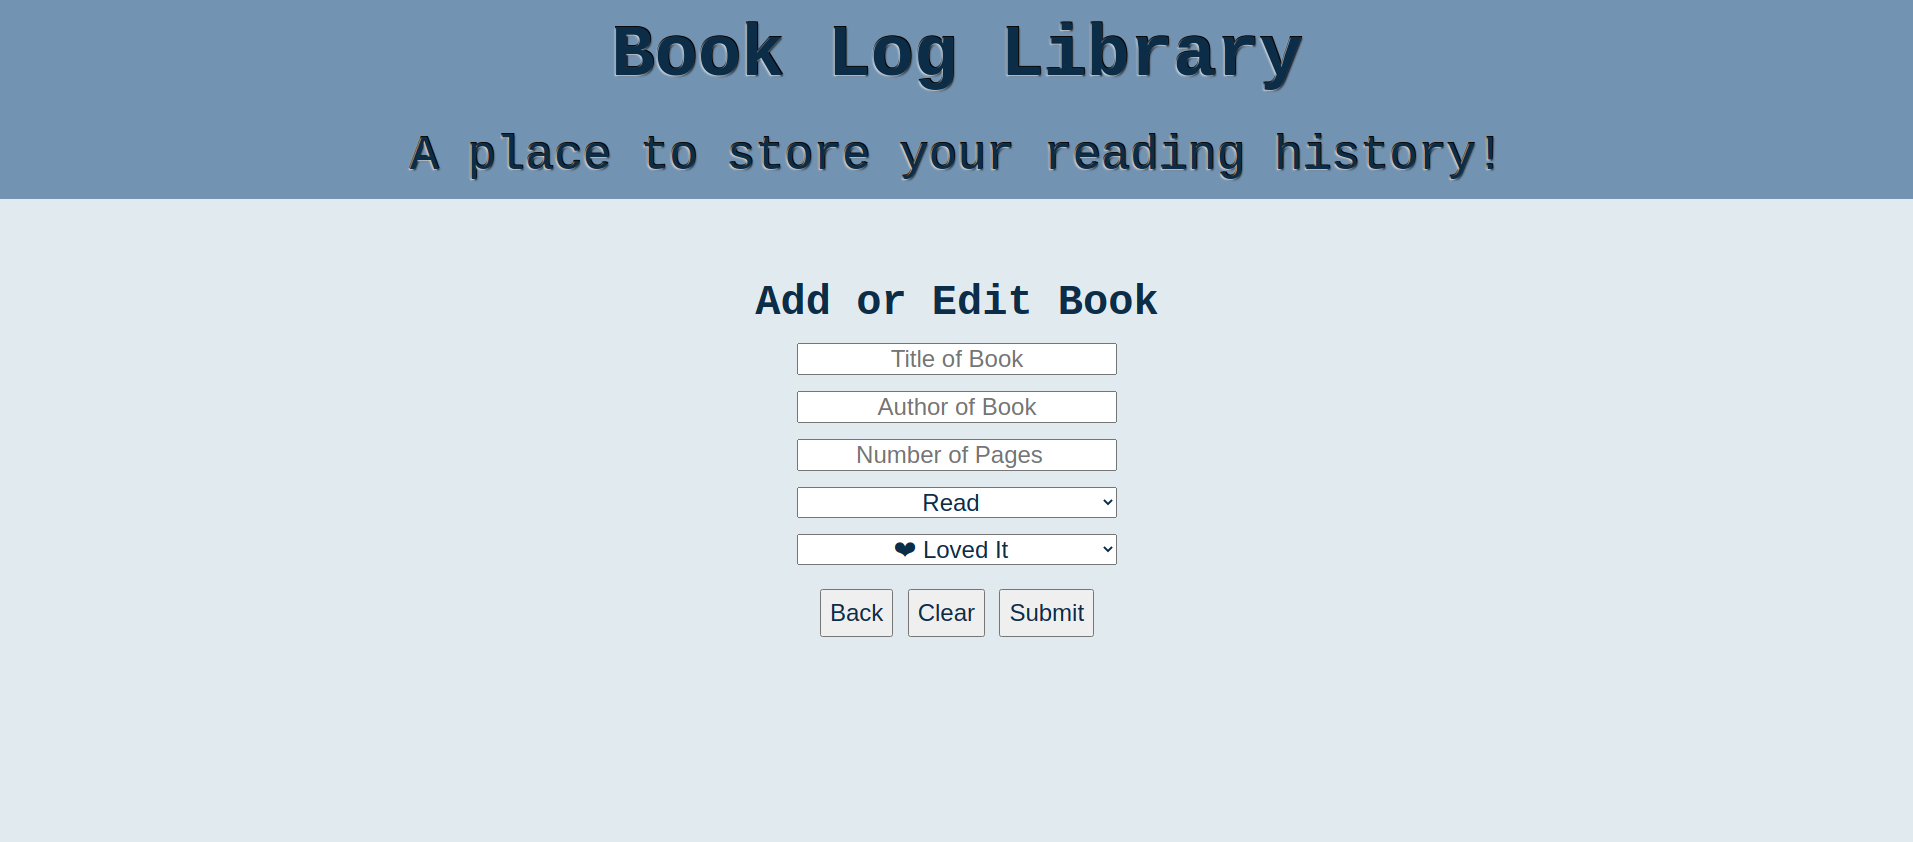 Book Log Library
A place to store your reading history!
Add or Edit Book
Title of Book
Author of Book
Number of Pages
Read
❤ Loved It
Back Clear Submit